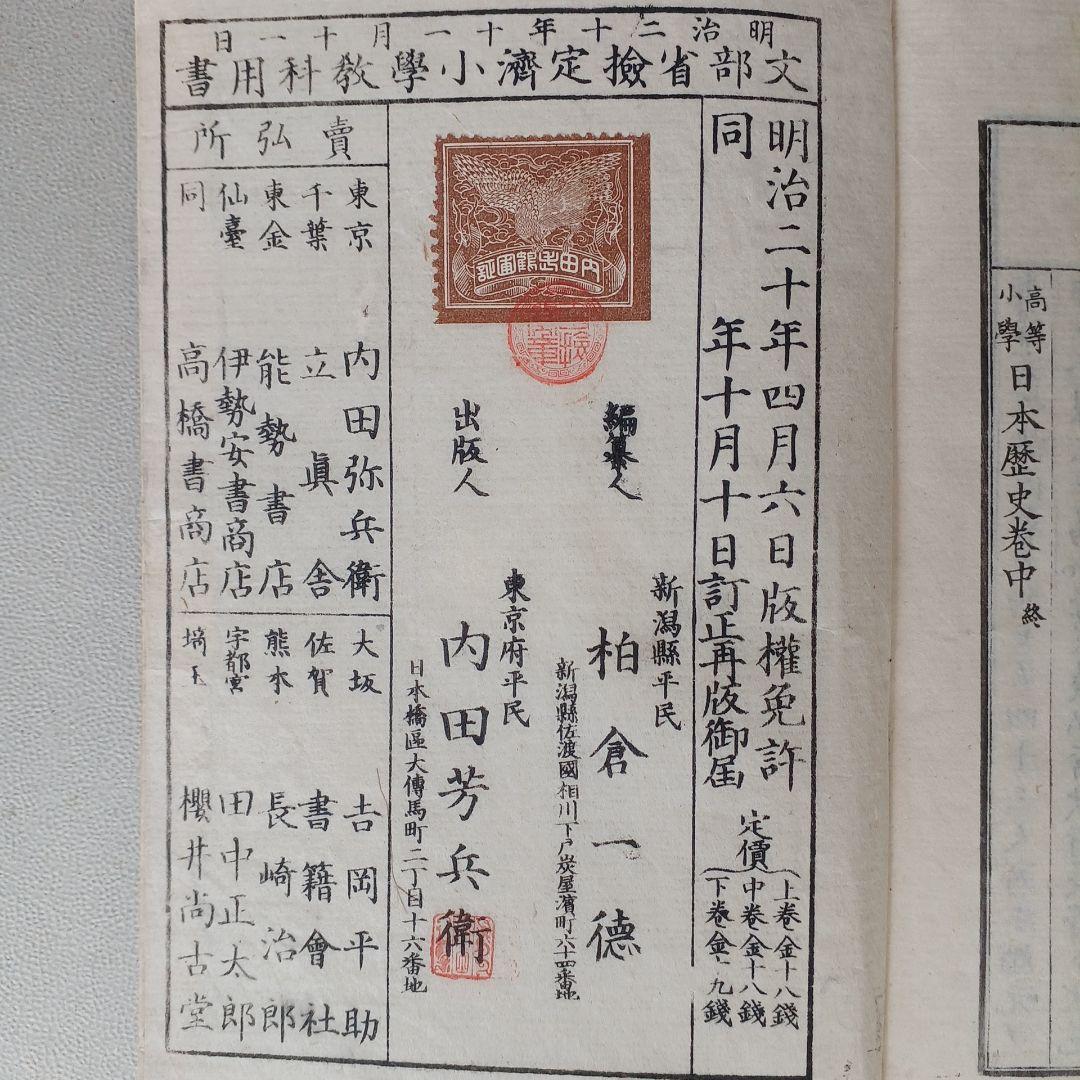 高等
小學
日本歷史卷中終
明治二十年十一月十一日
文部省撿定濟小學教科用書
明治二十年四月六日版權免許
同年十月十日訂正再版御届
定價
上卷金十八錢
中卷金十八錢
下卷金十九錢
編纂人
新潟縣平民
柏倉一德
新潟縣佐渡國相川下戸炭屋濱町六十四番地
出版人
東京府平民
內田芳兵衛
日本橋區大傳馬町二丁目十六番地
賣弘所
東京 內田弥兵衛
千葉 立眞舎
東金 能勢書店
仙臺 伊勢安書商店
同 高橋書商店
大坂 吉岡平助
佐賀 書籍會社
熊本 長崎治郎
宇都宮 田中正太郎
埼玉 櫻井尚古堂